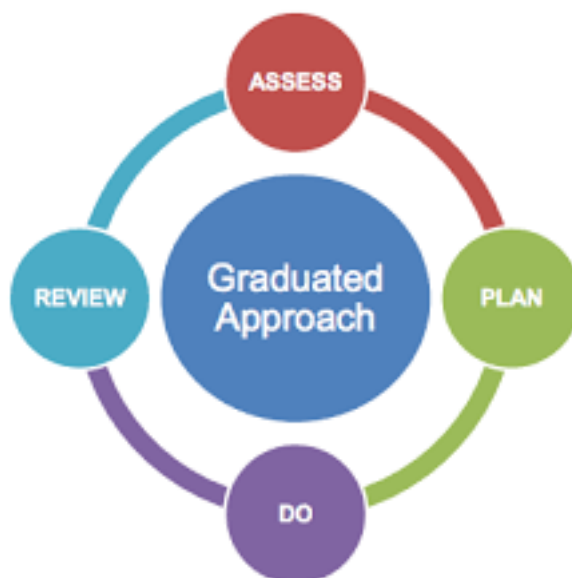 ASSESS
REVIEW
Graduated
Approach
PLAN
DO